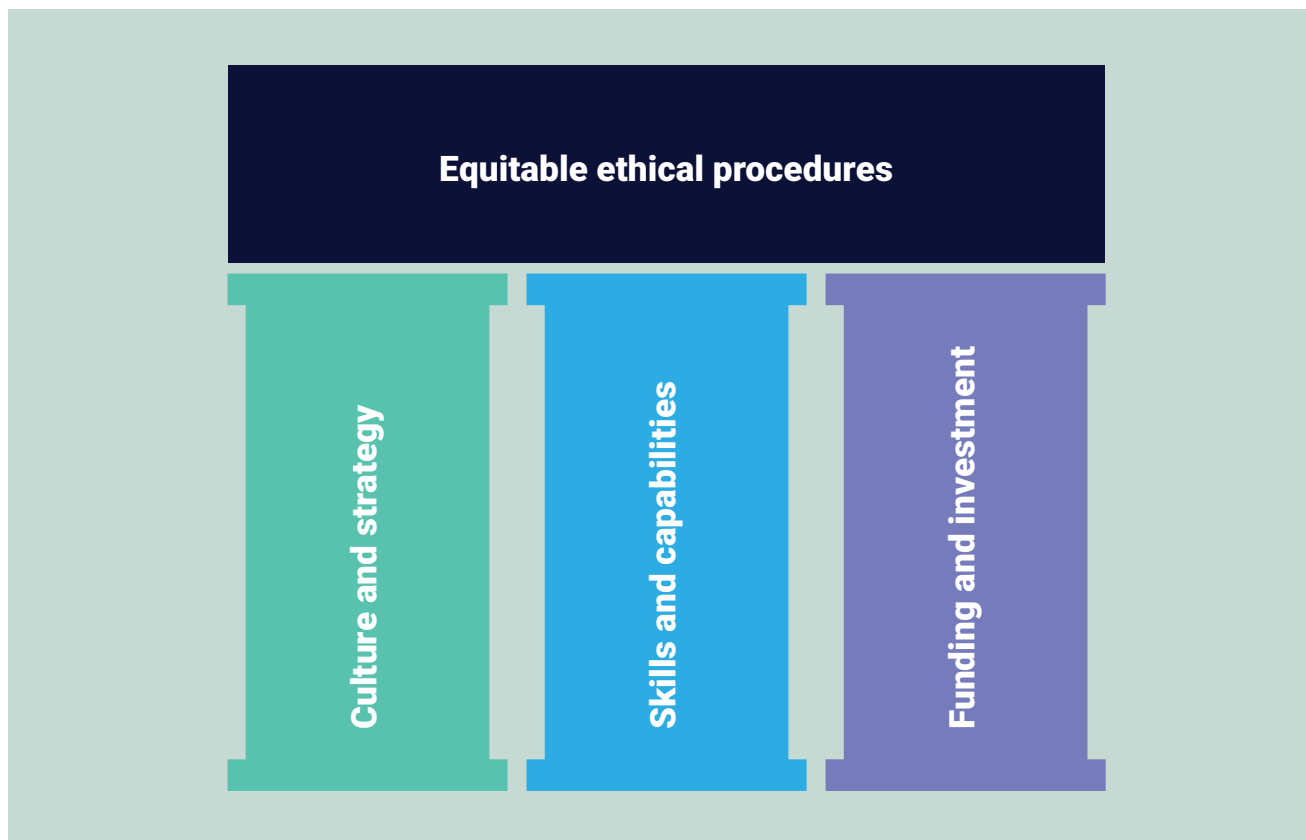 Equitable ethical procedures
Culture and strategy
Skills and capabilities
Funding and investment